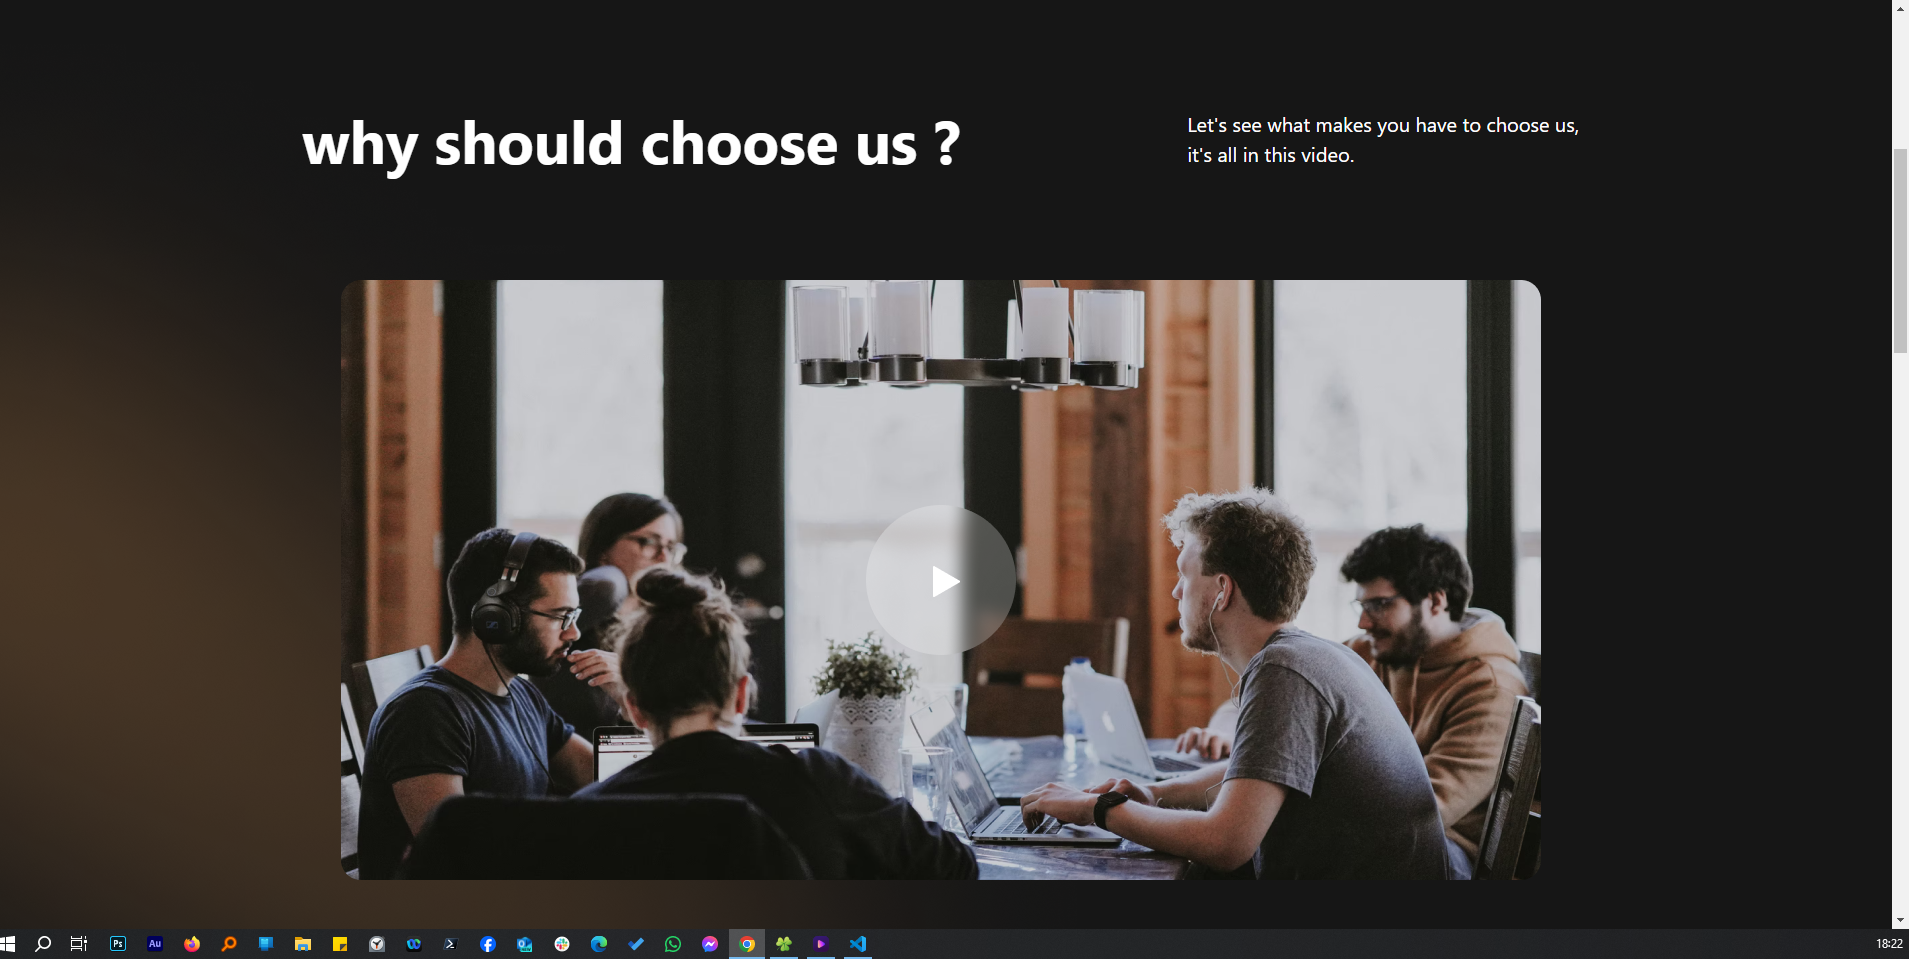 why should choose us ?
Let's see what makes you have to choose us,
it's all in this video.
Ps
Au
18:22